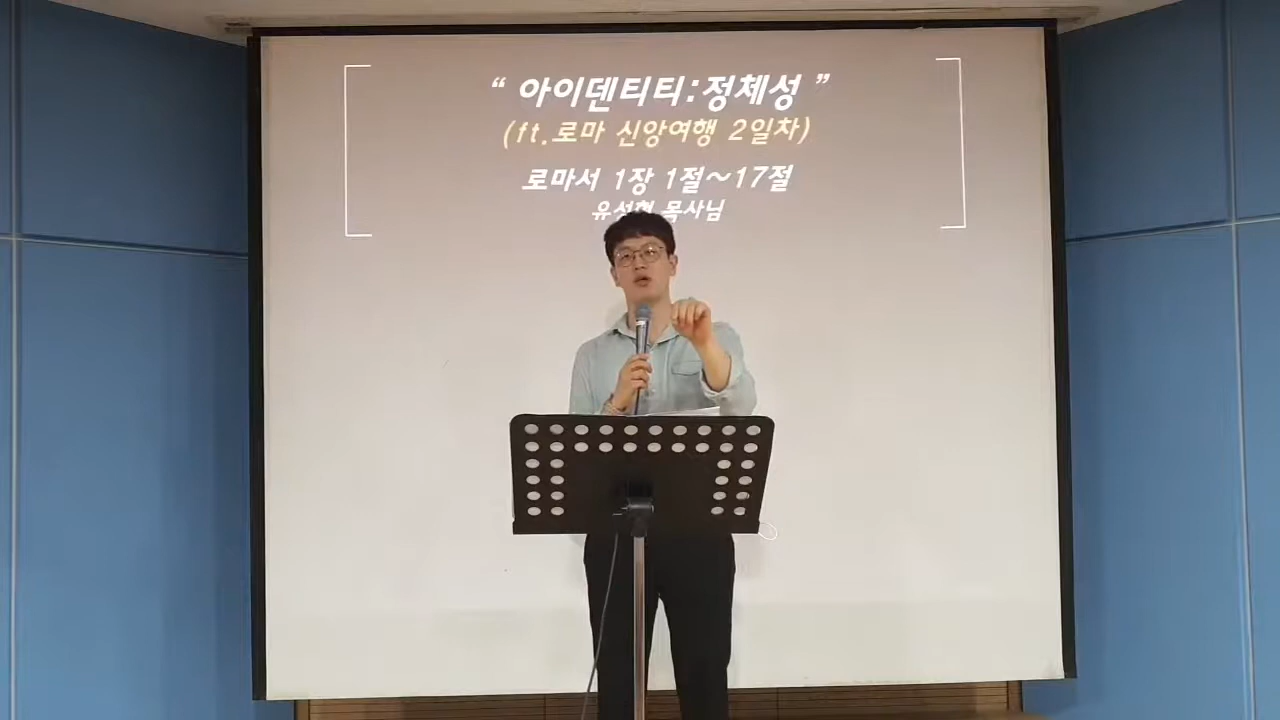 “ 아이덴티티:정체성 ”
(ft.로마 신앙여행 2일차)
로마서 1장 1절~17절
목사님